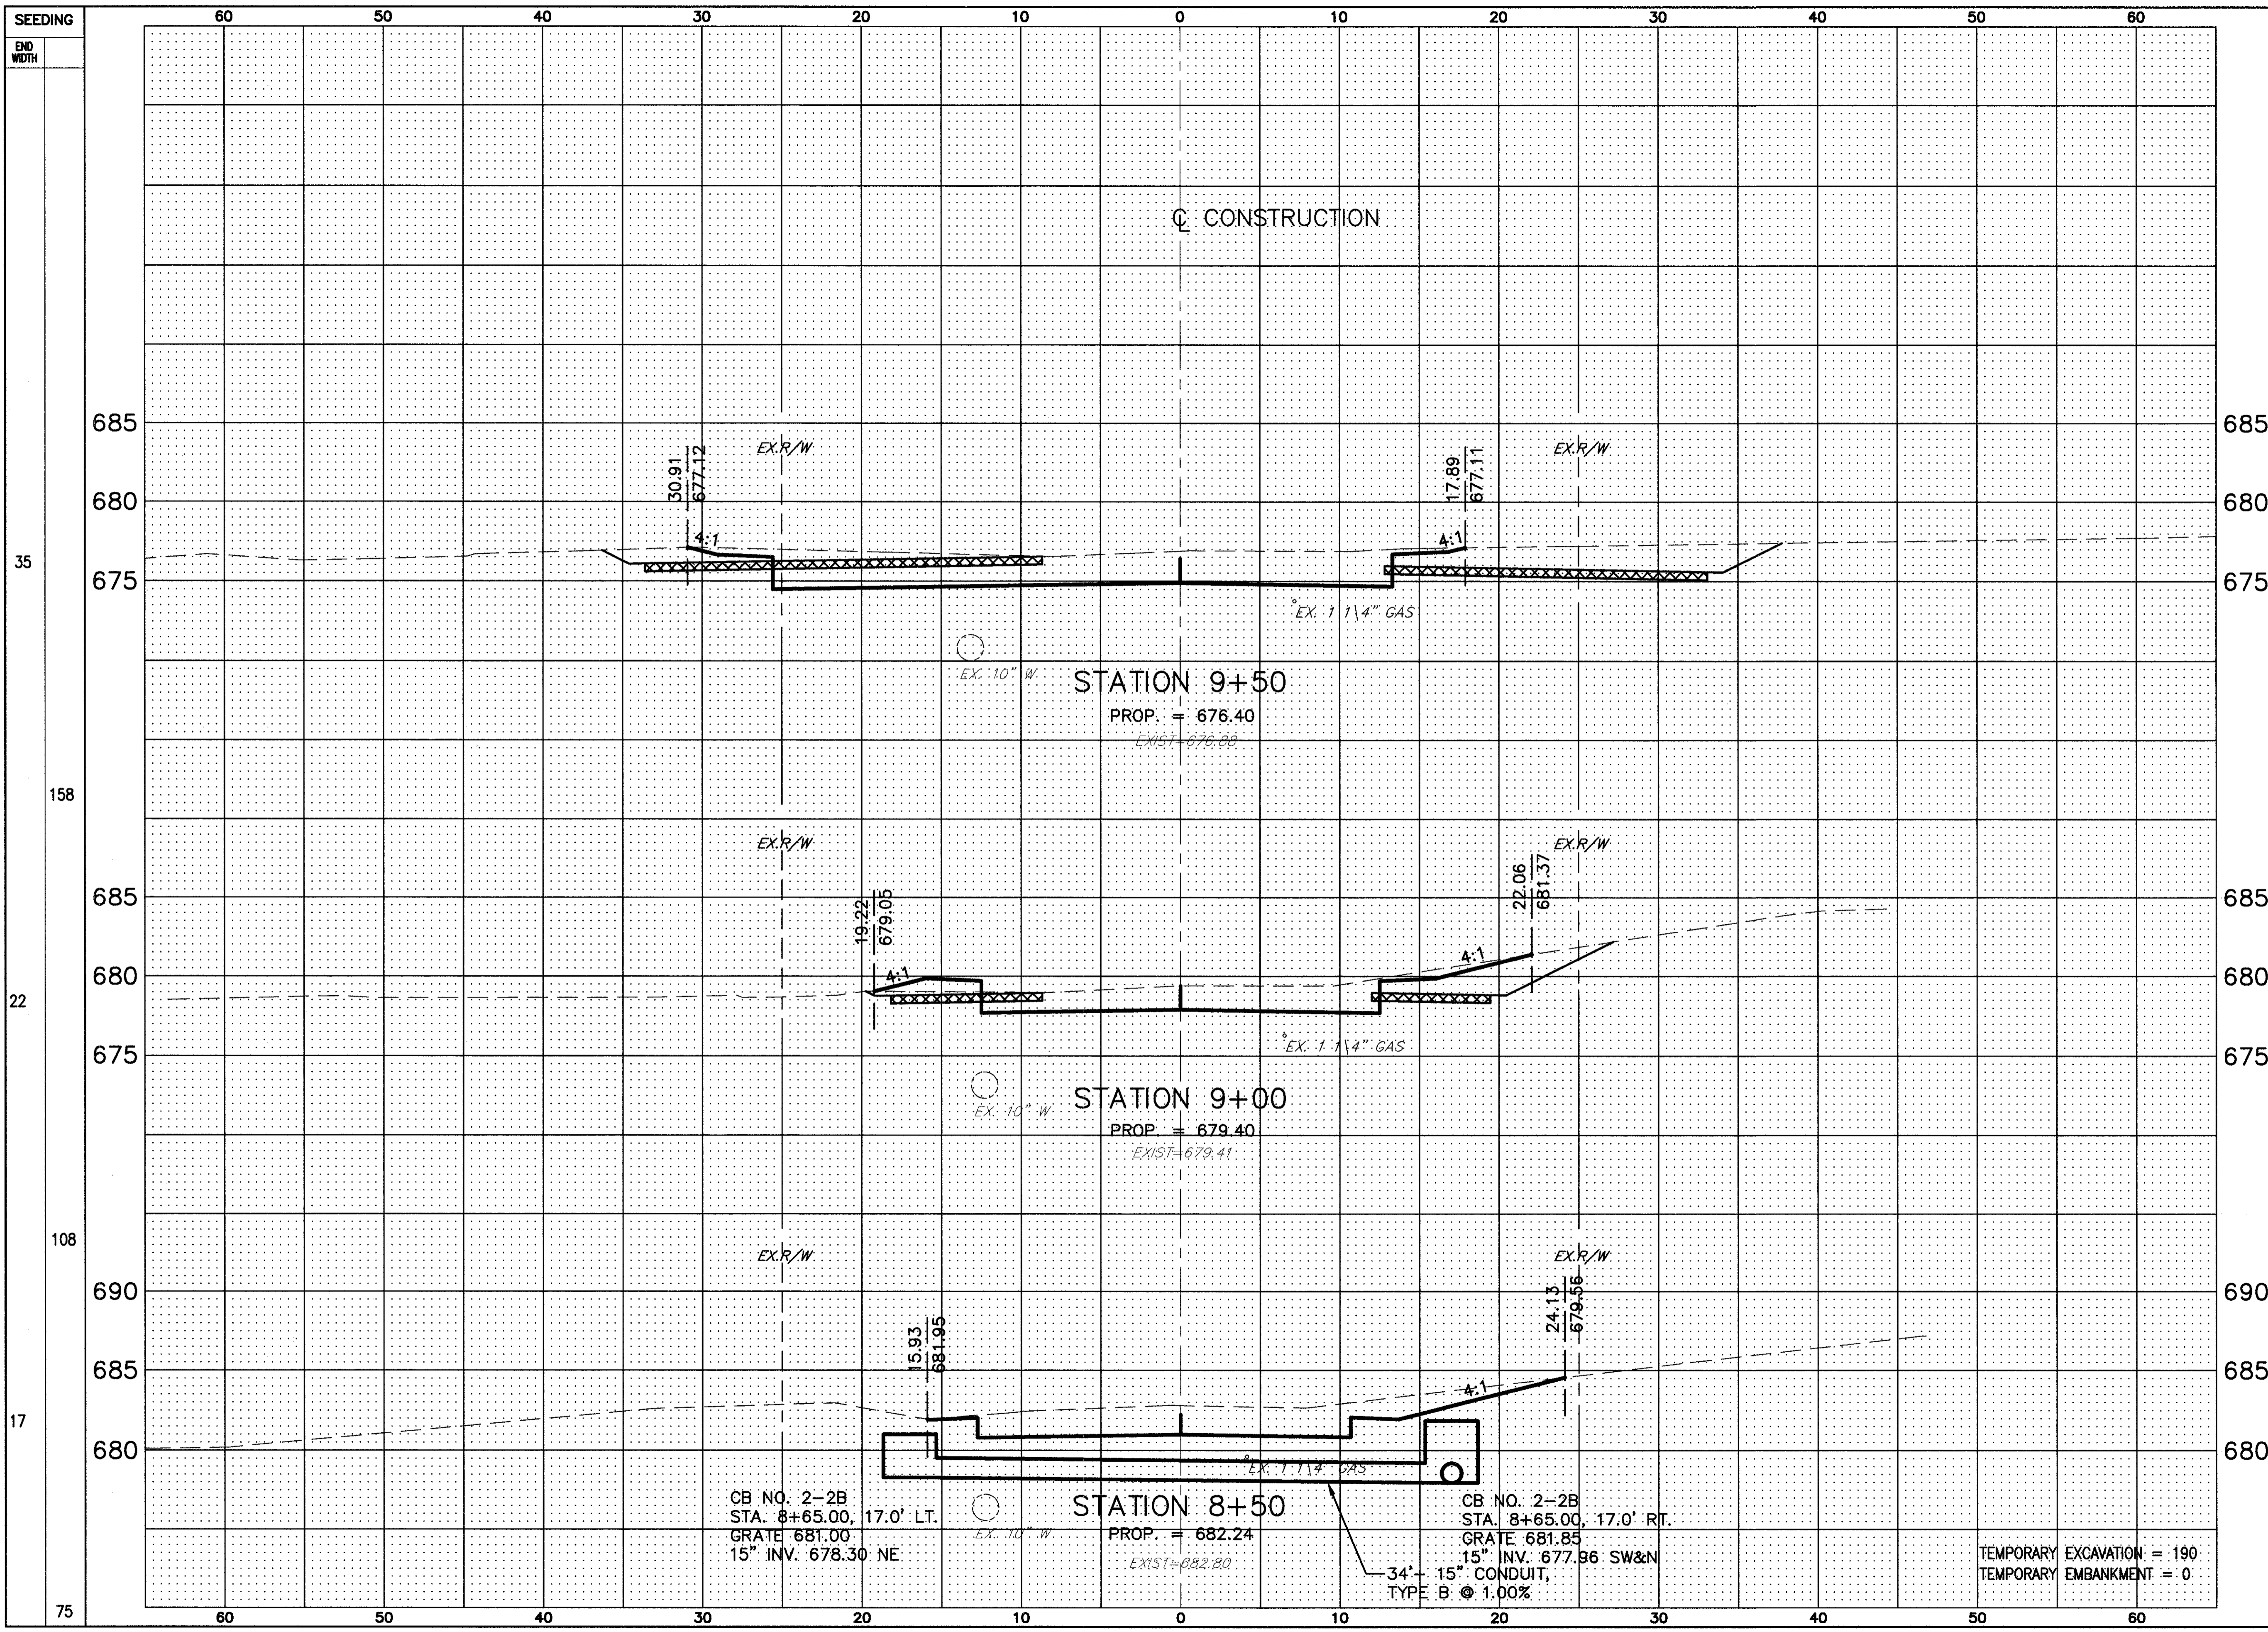 SEEDING
END
WIDTH
60 50 40 30 20 10 0 10 20 30 40 50 60
℄ CONSTRUCTION
685 685
EX.R/W EX.R/W
30.91 677.12
17.89 677.11
680 680
4:1 4:1
35
675 675
EX. 1 1\4" GAS
EX. 10" W
STATION 9+50
PROP. = 676.40
EXIST=676.88
158
EX.R/W EX.R/W
685 685
19.22 679.05
22.06 681.37
4:1 4:1
680 680
22
675 675
EX. 1 1\4" GAS
EX. 10" W
STATION 9+00
PROP. = 679.40
EXIST=679.41
108
EX.R/W EX.R/W
690 690
15.93 681.95
24.13 679.56
685 685
4:1
17
680 680
EX. 1 1\4" GAS
CB NO. 2-2B
STA. 8+65.00, 17.0' LT.
GRATE 681.00
15" INV. 678.30 NE
EX. 10" W
STATION 8+50
PROP. = 682.24
EXIST=682.80
CB NO. 2-2B
STA. 8+65.00, 17.0' RT.
GRATE 681.85
15" INV. 677.96 SW&N
34'- 15" CONDUIT,
TYPE B @ 1.00%
TEMPORARY EXCAVATION = 190
TEMPORARY EMBANKMENT = 0
75
60 50 40 30 20 10 0 10 20 30 40 50 60